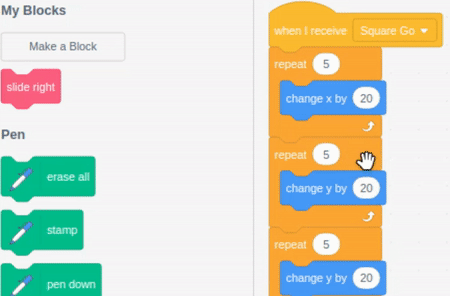 My Blocks
Make a Block
slide right
Pen
erase all
stamp
pen down
when I receive Square Go
repeat 5
change x by 20
repeat 5
change y by 20
repeat 5
change y by 20